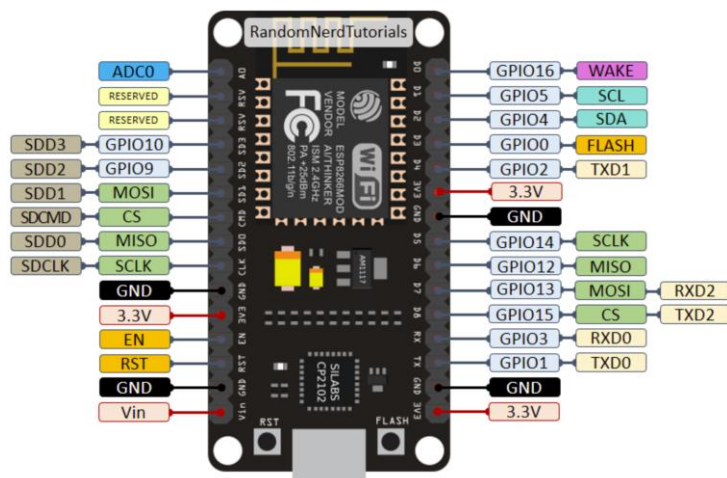 RandomNerdTutorials
ADC0
RESERVED
RESERVED
SDD3 GPIO10
SDD2 GPIO9
SDD1 MOSI
SDCMD CS
SDD0 MISO
SDCLK SCLK
GND
3.3V
EN
RST
GND
Vin
A0
RSV
RSV
SD3
SD2
SD1
CMD
SD0
CLK
GND
3V3
EN
RST
GND
Vin
MODEL ESP8266MOD
VENDOR AI/THINKER
ISM 2.4GHz
PA +25dBm
802.11b/g/n
FC
WiFi
AM1117
SILABS
CP2102
RST
FLASH
D0
D1
D2
D3
D4
3V3
GND
D5
D6
D7
D8
RX
TX
GND
3V3
GPIO16 WAKE
GPIO5 SCL
GPIO4 SDA
GPIO0 FLASH
GPIO2 TXD1
3.3V
GND
GPIO14 SCLK
GPIO12 MISO
GPIO13 MOSI RXD2
GPIO15 CS TXD2
GPIO3 RXD0
GPIO1 TXD0
GND
3.3V